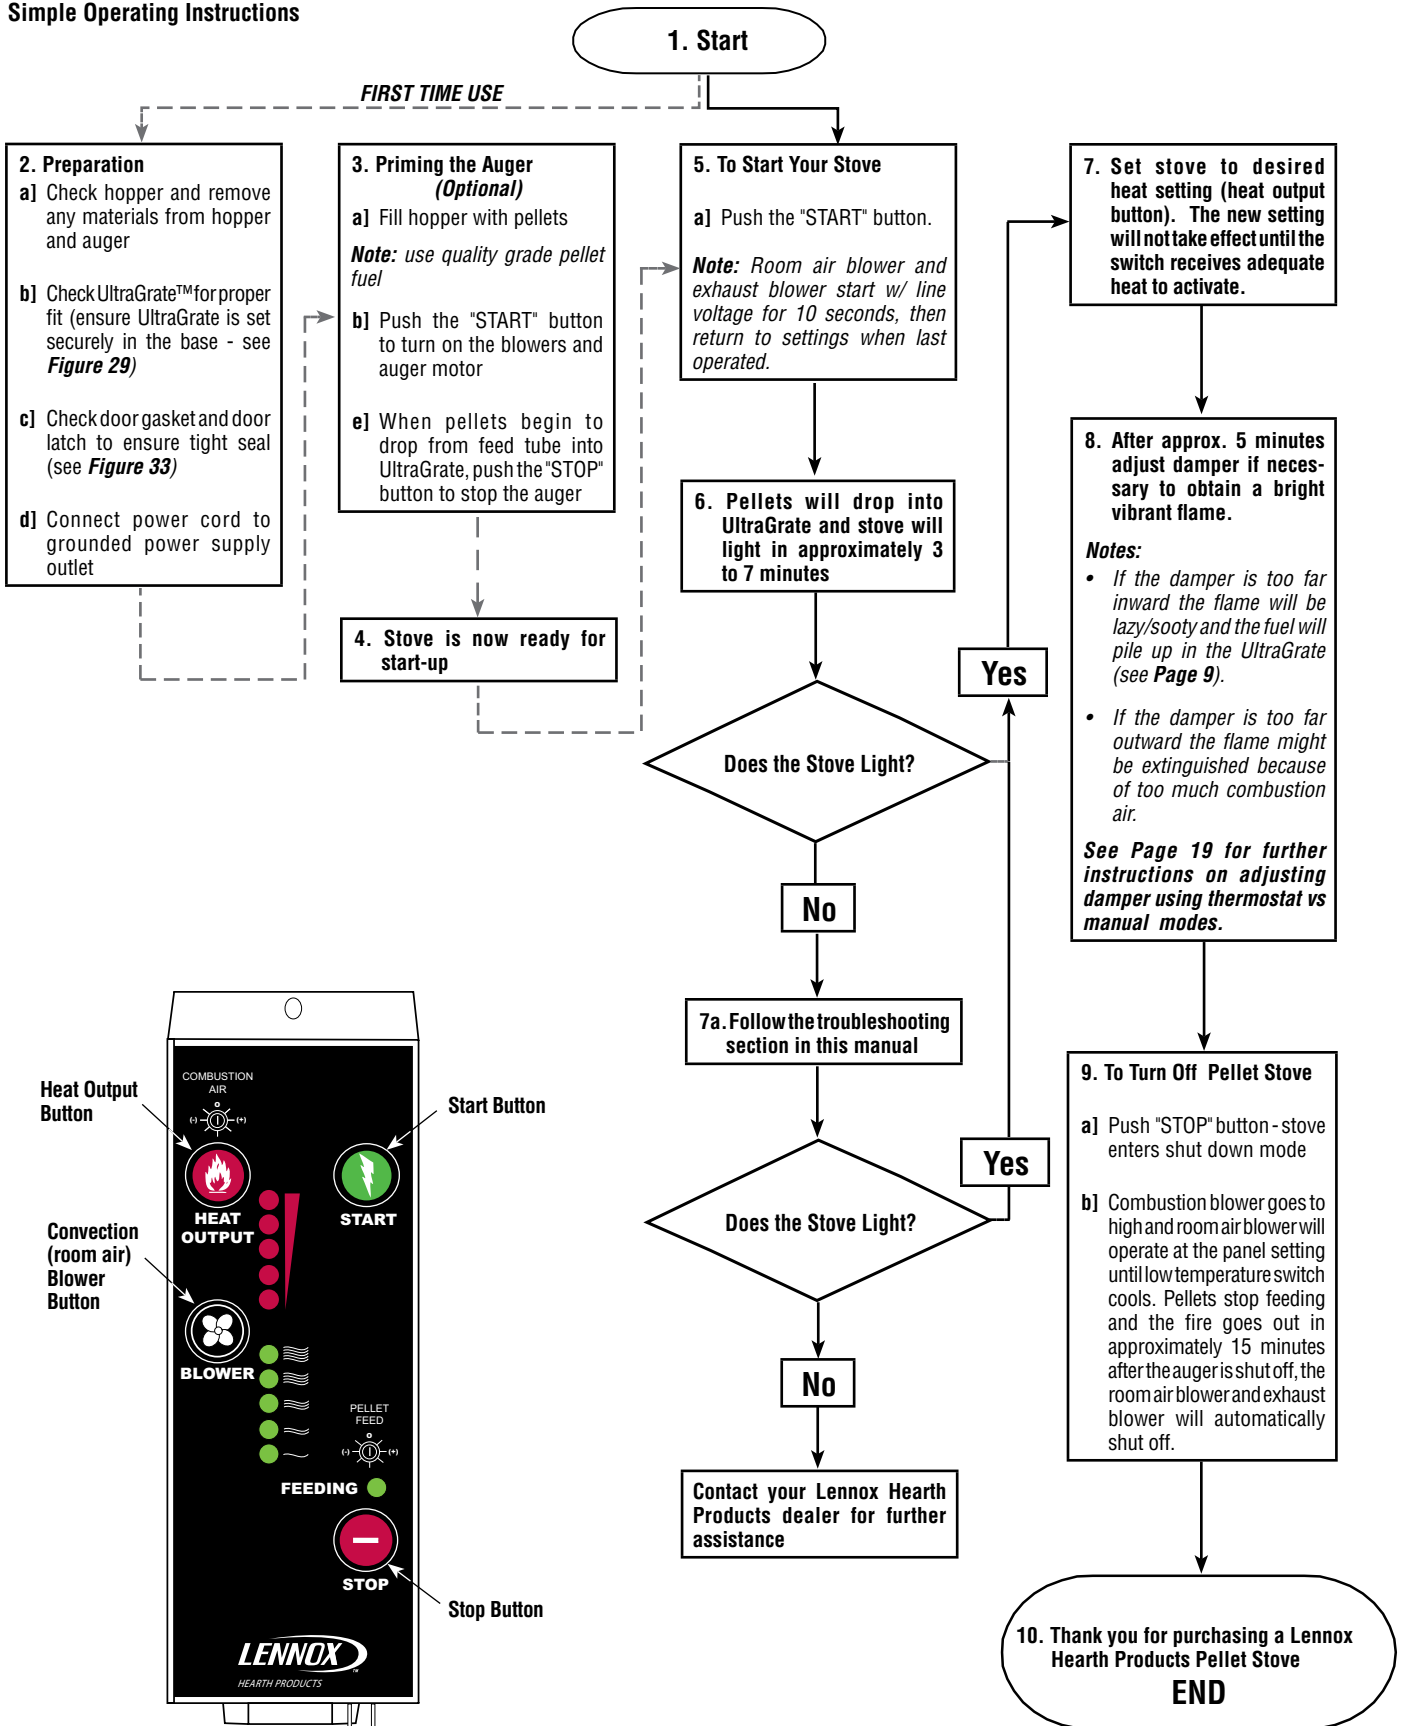 Simple Operating Instructions
1. Start
FIRST TIME USE
2. Preparation
a] Check hopper and remove
any materials from hopper
and auger
b] Check UltraGrate™ for proper
fit (ensure UltraGrate is set
securely in the base - see
Figure 29)
c] Check door gasket and door
latch to ensure tight seal
(see Figure 33)
d] Connect power cord to
grounded power supply
outlet
3. Priming the Auger
(Optional)
a] Fill hopper with pellets
Note: use quality grade pellet
fuel
b] Push the "START" button
to turn on the blowers and
auger motor
e] When pellets begin to
drop from feed tube into
UltraGrate, push the "STOP"
button to stop the auger
4. Stove is now ready for
start-up
5. To Start Your Stove
a] Push the "START" button.
Note: Room air blower and
exhaust blower start w/ line
voltage for 10 seconds, then
return to settings when last
operated.
6. Pellets will drop into
UltraGrate and stove will
light in approximately 3
to 7 minutes
Does the Stove Light?
Yes
No
7a. Follow the troubleshooting
section in this manual
Does the Stove Light?
Yes
No
Contact your Lennox Hearth
Products dealer for further
assistance
7. Set stove to desired
heat setting (heat output
button). The new setting
will not take effect until the
switch receives adequate
heat to activate.
8. After approx. 5 minutes
adjust damper if neces-
sary to obtain a bright
vibrant flame.
Notes:
• If the damper is too far
inward the flame will be
lazy/sooty and the fuel will
pile up in the UltraGrate
(see Page 9).
• If the damper is too far
outward the flame might
be extinguished because
of too much combustion
air.
See Page 19 for further
instructions on adjusting
damper using thermostat vs
manual modes.
9. To Turn Off Pellet Stove
a] Push "STOP" button - stove
enters shut down mode
b] Combustion blower goes to
high and room air blower will
operate at the panel setting
until low temperature switch
cools. Pellets stop feeding
and the fire goes out in
approximately 15 minutes
after the auger is shut off, the
room air blower and exhaust
blower will automatically
shut off.
10. Thank you for purchasing a Lennox
Hearth Products Pellet Stove
END
Heat Output
Button
Start Button
Convection
(room air)
Blower
Button
Stop Button
COMBUSTION
AIR
(-) O (+)
HEAT
OUTPUT
START
BLOWER
PELLET
FEED
(-) O (+)
FEEDING
STOP
LENNOX™
HEARTH PRODUCTS